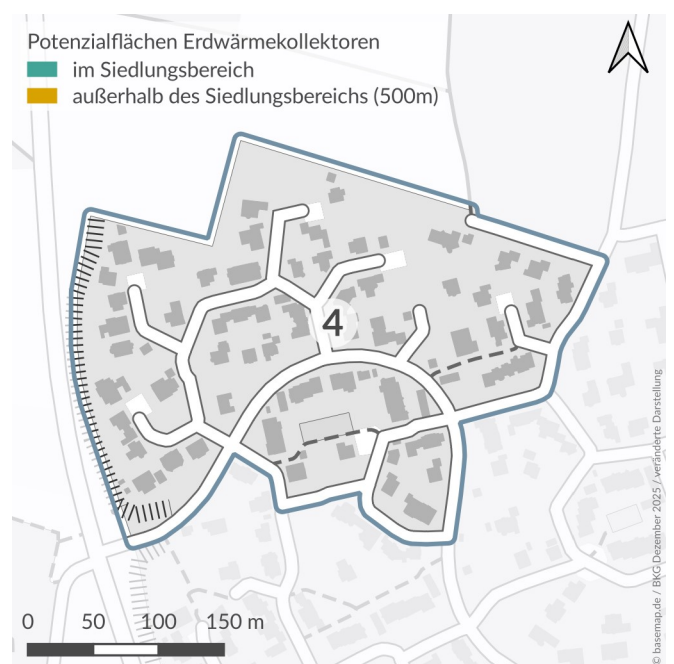 Potenzialflächen Erdwärmekollektoren
im Siedlungsbereich
außerhalb des Siedlungsbereichs (500m)
4
0 50 100 150 m
© basemap.de / BKG Dezember 2025 / veränderte Darstellung